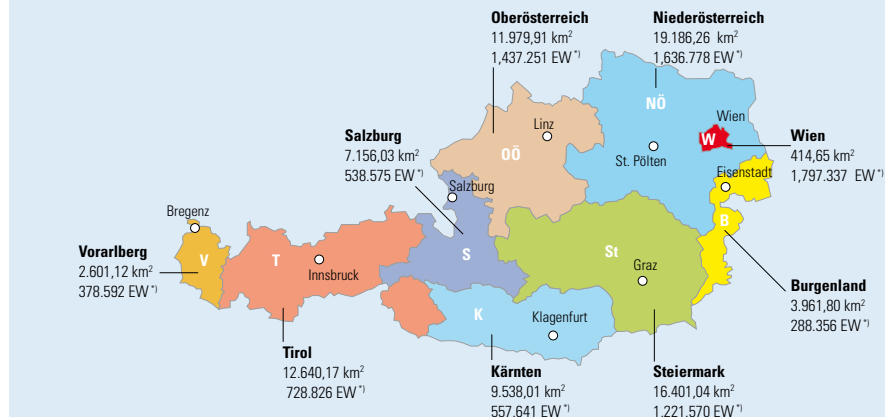 Oberösterreich
11.979,91 km²
1,437.251 EW *)
Niederösterreich
19.186,26 km²
1,636.778 EW *)
Salzburg
7.156,03 km²
538.575 EW *)
Wien
414,65 km²
1,797.337 EW *)
Vorarlberg
2.601,12 km²
378.592 EW *)
Burgenland
3.961,80 km²
288.356 EW *)
Tirol
12.640,17 km²
728.826 EW *)
Kärnten
9.538,01 km²
557.641 EW *)
Steiermark
16.401,04 km²
1,221.570 EW *)
NÖ
Wien
W
Linz
OÖ
St. Pölten
Eisenstadt
Salzburg
Bregenz
B
V
T
Innsbruck
S
St
Graz
K
Klagenfurt